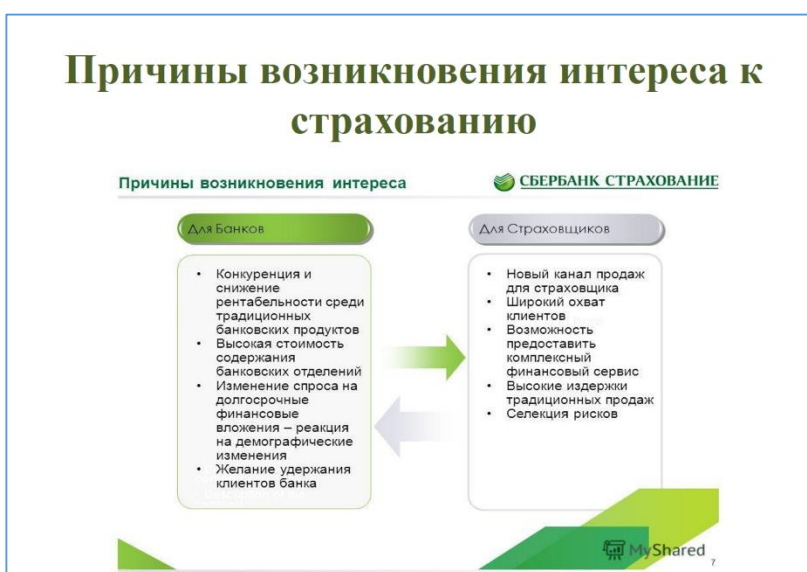 Причины возникновения интереса к
страхованию
Причины возникновения интереса
СБЕРБАНК СТРАХОВАНИЕ
Для Банков
• Конкуренция и
снижение
рентабельности среди
традиционных
банковских продуктов
• Высокая стоимость
содержания
банковских отделений
• Изменение спроса на
долгосрочные
финансовые
вложения – реакция
на демографические
изменения
• Желание удержания
клиентов банка
Для Страховщиков
• Новый канал продаж
для страховщика
• Широкий охват
клиентов
• Возможность
предоставить
комплексный
финансовый сервис
• Высокие издержки
традиционных продаж
• Селекция рисков
MyShared
7